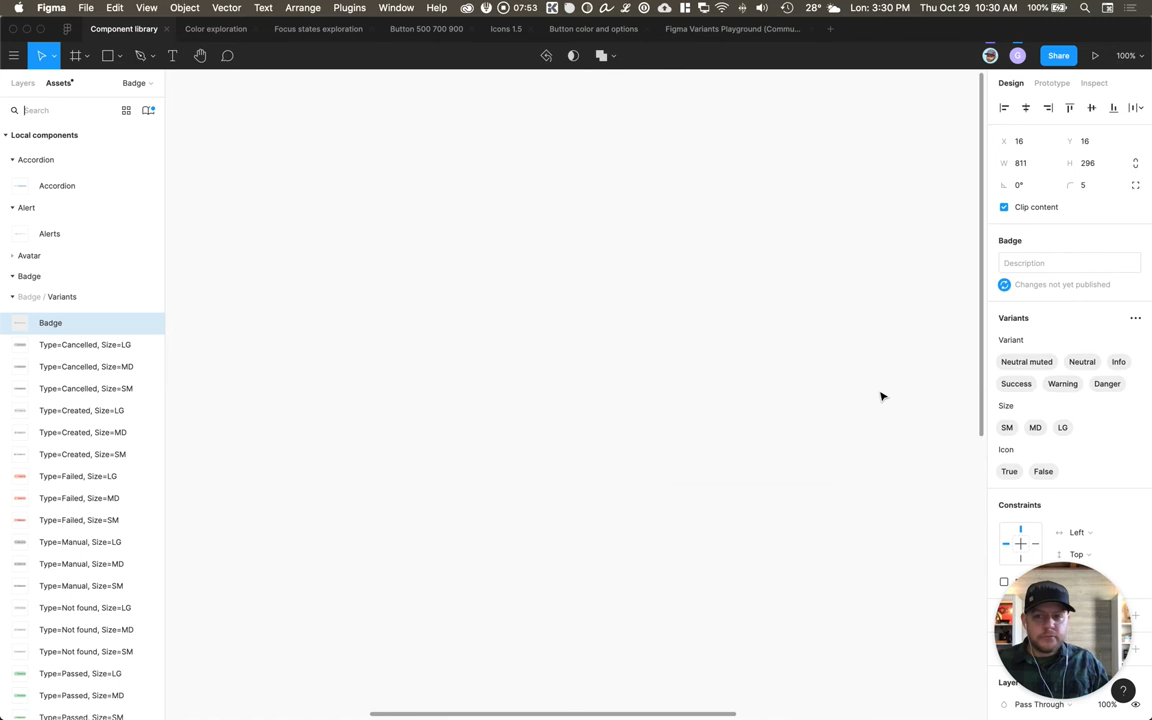 Figma File Edit View Object Vector Text Arrange Plugins Window Help 07:53 28° Lon: 3:30 PM Thu Oct 29 10:30 AM 100%
Component library Color exploration Focus states exploration Button 500 700 900 Icons 1.5 Button color and options Figma Variants Playground (Commu...
G Share 100%
Layers Assets Badge
Search
Local components
Accordion
Accordion
Alert
Alerts
Avatar
Badge
Badge / Variants
Badge
Type=Cancelled, Size=LG
Type=Cancelled, Size=MD
Type=Cancelled, Size=SM
Type=Created, Size=LG
Type=Created, Size=MD
Type=Created, Size=SM
Type=Failed, Size=LG
Type=Failed, Size=MD
Type=Failed, Size=SM
Type=Manual, Size=LG
Type=Manual, Size=MD
Type=Manual, Size=SM
Type=Not found, Size=LG
Type=Not found, Size=MD
Type=Not found, Size=SM
Type=Passed, Size=LG
Type=Passed, Size=MD
Type=Passed, Size=SM
Design Prototype Inspect
X 16 Y 16
W 811 H 296
0° 5
Clip content
Badge
Description
Changes not yet published
Variants
Variant
Neutral muted Neutral Info
Success Warning Danger
Size
SM MD LG
Icon
True False
Constraints
Left
Top
Layer
Pass Through 100%
?